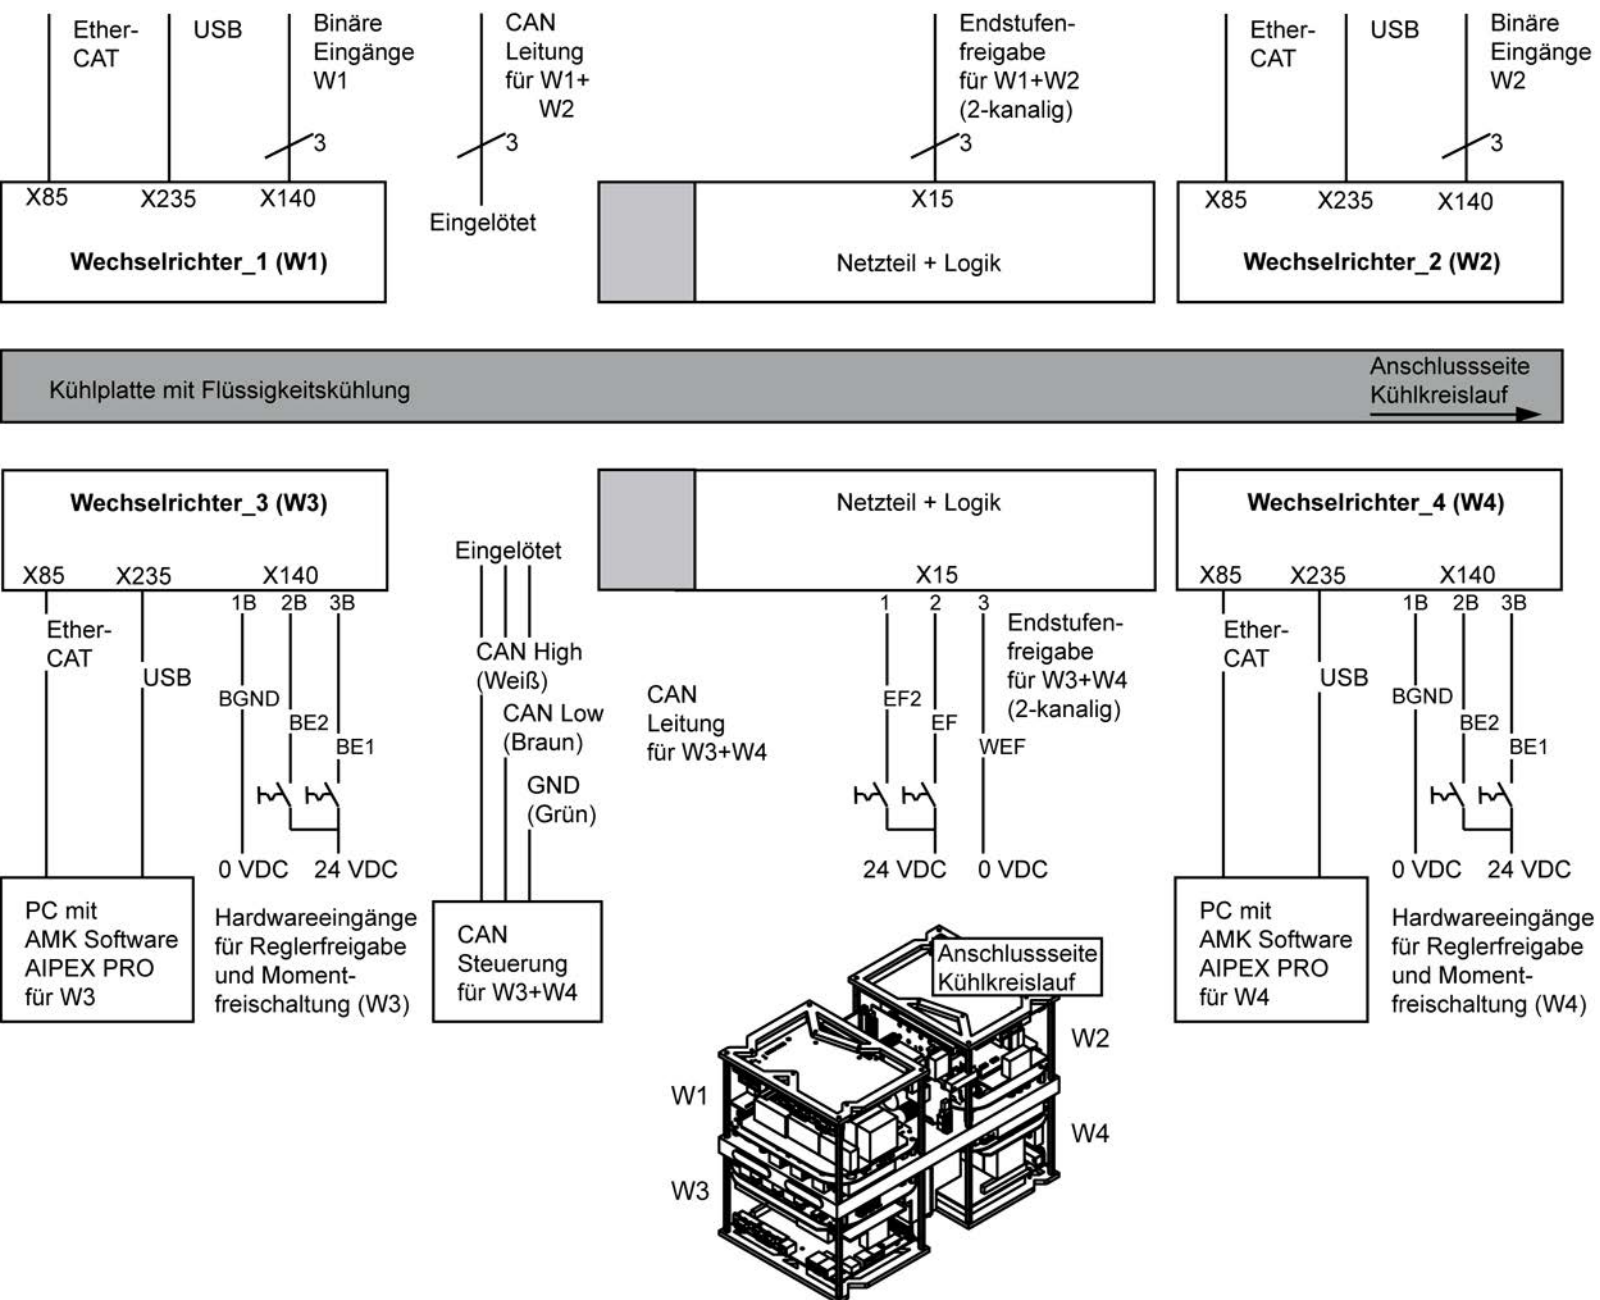 Ether-
CAT
USB
Binäre
Eingänge
W1
3
CAN
Leitung
für W1+
W2
3
Endstufen-
freigabe
für W1+W2
(2-kanalig)
3
Ether-
CAT
USB
Binäre
Eingänge
W2
3
X85
X235
X140
Wechselrichter_1 (W1)
Eingelötet
X15
Netzteil + Logik
X85
X235
X140
Wechselrichter_2 (W2)
Kühlplatte mit Flüssigkeitskühlung
Anschlussseite
Kühlkreislauf
Wechselrichter_3 (W3)
X85
X235
X140
1B
2B
3B
Ether-
CAT
USB
BGND
BE2
BE1
0 VDC
24 VDC
PC mit
AMK Software
AIPEX PRO
für W3
Hardwareeingänge
für Reglerfreigabe
und Moment-
freischaltung (W3)
Eingelötet
CAN High
(Weiß)
CAN Low
(Braun)
GND
(Grün)
CAN
Steuerung
für W3+W4
CAN
Leitung
für W3+W4
Netzteil + Logik
X15
1
2
3
Endstufen-
freigabe
für W3+W4
(2-kanalig)
EF2
EF
WEF
24 VDC
0 VDC
Wechselrichter_4 (W4)
X85
X235
X140
1B
2B
3B
Ether-
CAT
USB
BGND
BE2
BE1
0 VDC
24 VDC
PC mit
AMK Software
AIPEX PRO
für W4
Hardwareeingänge
für Reglerfreigabe
und Moment-
freischaltung (W4)
Anschlussseite
Kühlkreislauf
W2
W1
W4
W3